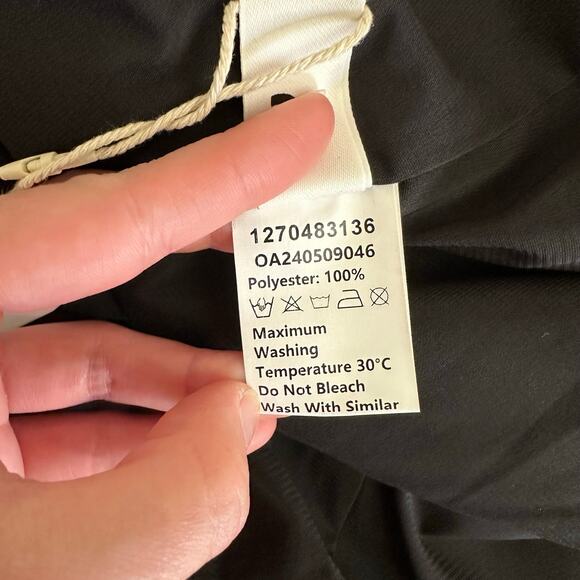 1270483136
OA240509046
Polyester: 100%
Maximum
Washing
Temperature 30°C
Do Not Bleach
Wash With Similar